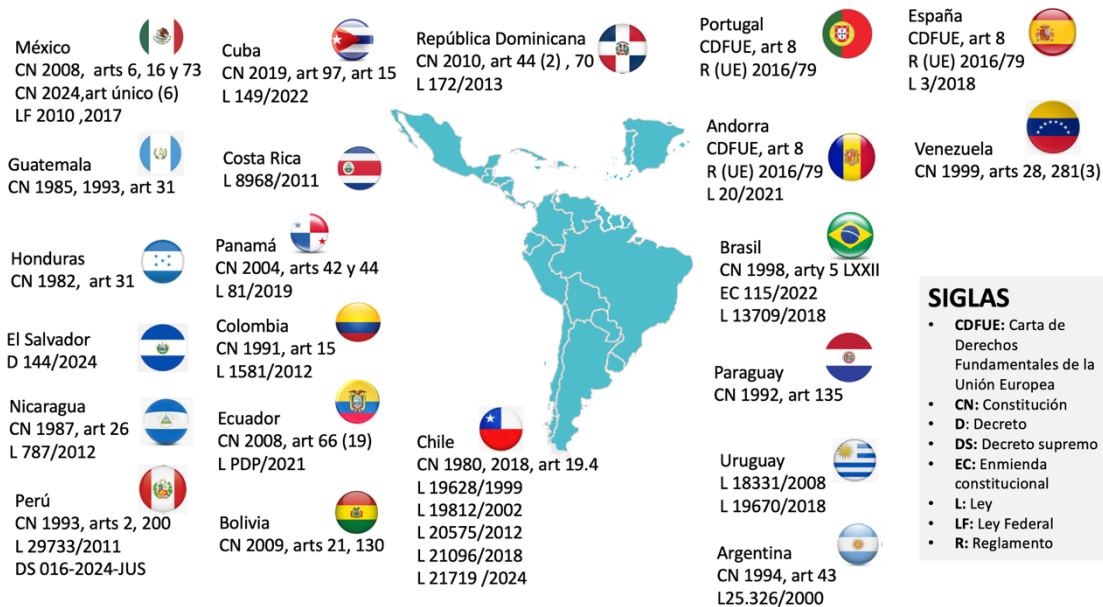 México
CN 2008, arts 6, 16 y 73
CN 2024,art único (6)
LF 2010 ,2017
Guatemala
CN 1985, 1993, art 31
Honduras
CN 1982, art 31
El Salvador
D 144/2024
Nicaragua
CN 1987, art 26
L 787/2012
Perú
CN 1993, arts 2, 200
L 29733/2011
DS 016-2024-JUS
Cuba
CN 2019, art 97, art 15
L 149/2022
Costa Rica
L 8968/2011
Panamá
CN 2004, arts 42 y 44
L 81/2019
Colombia
CN 1991, art 15
L 1581/2012
Ecuador
CN 2008, art 66 (19)
L PDP/2021
Bolivia
CN 2009, arts 21, 130
República Dominicana
CN 2010, art 44 (2) , 70
L 172/2013
Chile
CN 1980, 2018, art 19.4
L 19628/1999
L 19812/2002
L 20575/2012
L 21096/2018
L 21719 /2024
Portugal
CDFUE, art 8
R (UE) 2016/79
Andorra
CDFUE, art 8
R (UE) 2016/79
L 20/2021
Brasil
CN 1998, arty 5 LXXII
EC 115/2022
L 13709/2018
Paraguay
CN 1992, art 135
Uruguay
L 18331/2008
L 19670/2018
Argentina
CN 1994, art 43
L25.326/2000
España
CDFUE, art 8
R (UE) 2016/79
L 3/2018
Venezuela
CN 1999, arts 28, 281(3)
SIGLAS
• CDFUE: Carta de
Derechos
Fundamentales de la
Unión Europea
• CN: Constitución
• D: Decreto
• DS: Decreto supremo
• EC: Enmienda
constitucional
• L: Ley
• LF: Ley Federal
• R: Reglamento